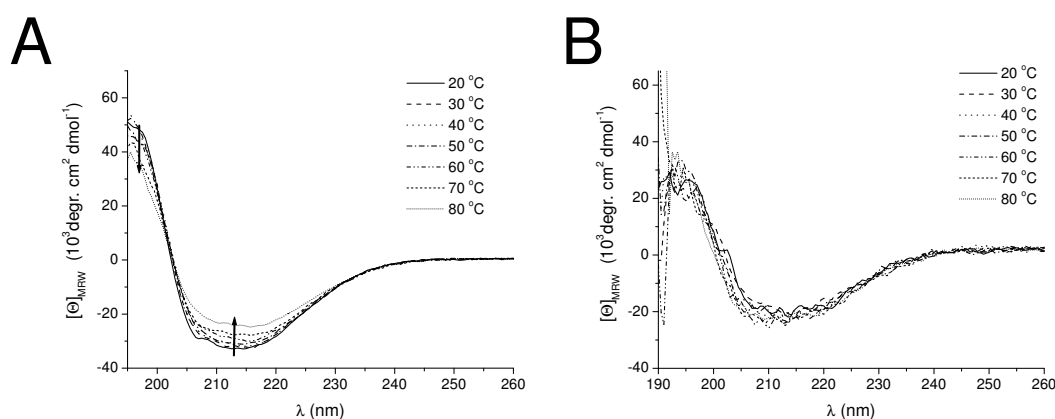 A
60
40
20
0
-20
-40
200 210 220 230 240 250 260
λ (nm)
[Θ]MRW (10³degr. cm² dmol⁻¹)
20 °C
30 °C
40 °C
50 °C
60 °C
70 °C
80 °C
B
60
40
20
0
-20
-40
190 200 210 220 230 240 250 260
λ (nm)
[Θ]MRW (10³degr. cm² dmol⁻¹)
20 °C
30 °C
40 °C
50 °C
60 °C
70 °C
80 °C